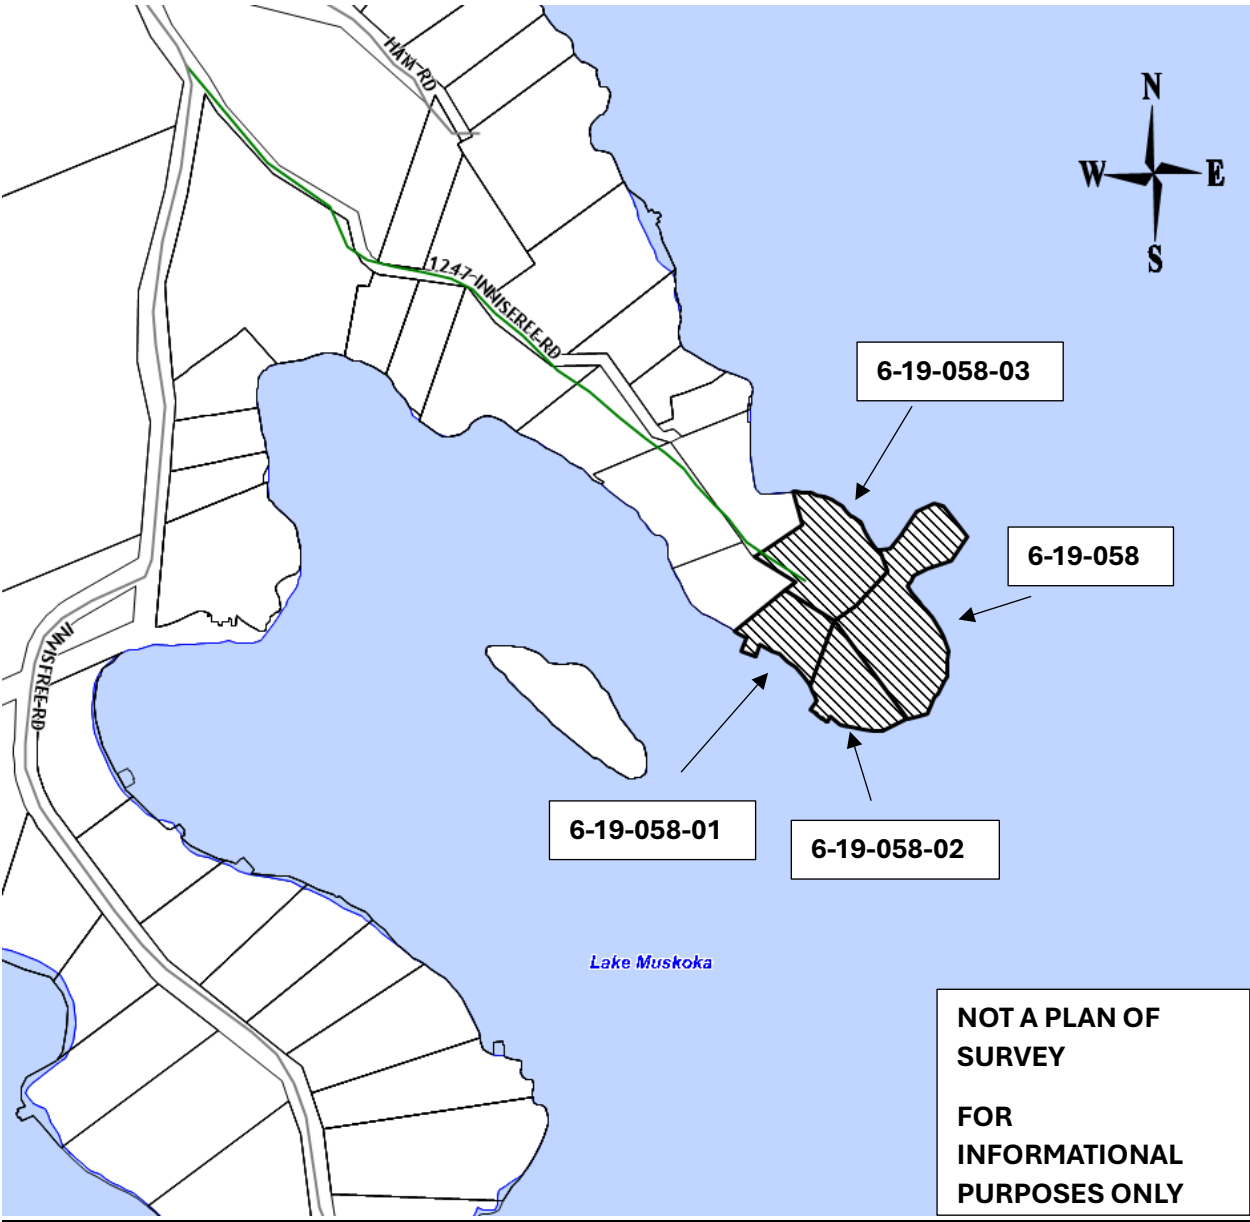 HAM RD
N
W
E
S
1247 INNISFREE RD
6-19-058-03
6-19-058
INNISFREE RD
6-19-058-01
6-19-058-02
Lake Muskoka
NOT A PLAN OF
SURVEY
FOR
INFORMATIONAL
PURPOSES ONLY